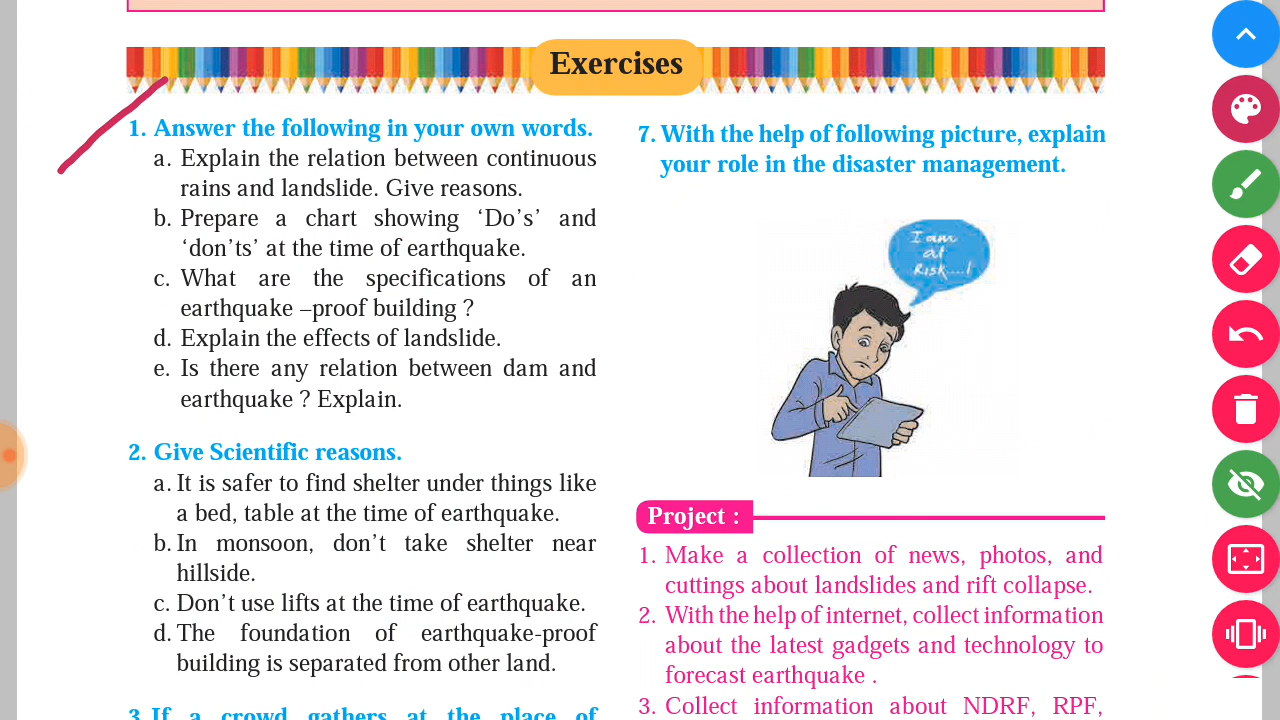 Exercises
1. Answer the following in your own words.
a. Explain the relation between continuous
rains and landslide. Give reasons.
b. Prepare a chart showing ‘Do’s’ and
‘don’ts’ at the time of earthquake.
c. What are the specifications of an
earthquake –proof building ?
d. Explain the effects of landslide.
e. Is there any relation between dam and
earthquake ? Explain.
2. Give Scientific reasons.
a. It is safer to find shelter under things like
a bed, table at the time of earthquake.
b. In monsoon, don’t take shelter near
hillside.
c. Don’t use lifts at the time of earthquake.
d. The foundation of earthquake-proof
building is separated from other land.
3. If a crowd gathers at the place of
7. With the help of following picture, explain
your role in the disaster management.
I am
at
Risk....!
Project :
1. Make a collection of news, photos, and
cuttings about landslides and rift collapse.
2. With the help of internet, collect information
about the latest gadgets and technology to
forecast earthquake .
3. Collect information about NDRF, RPF,